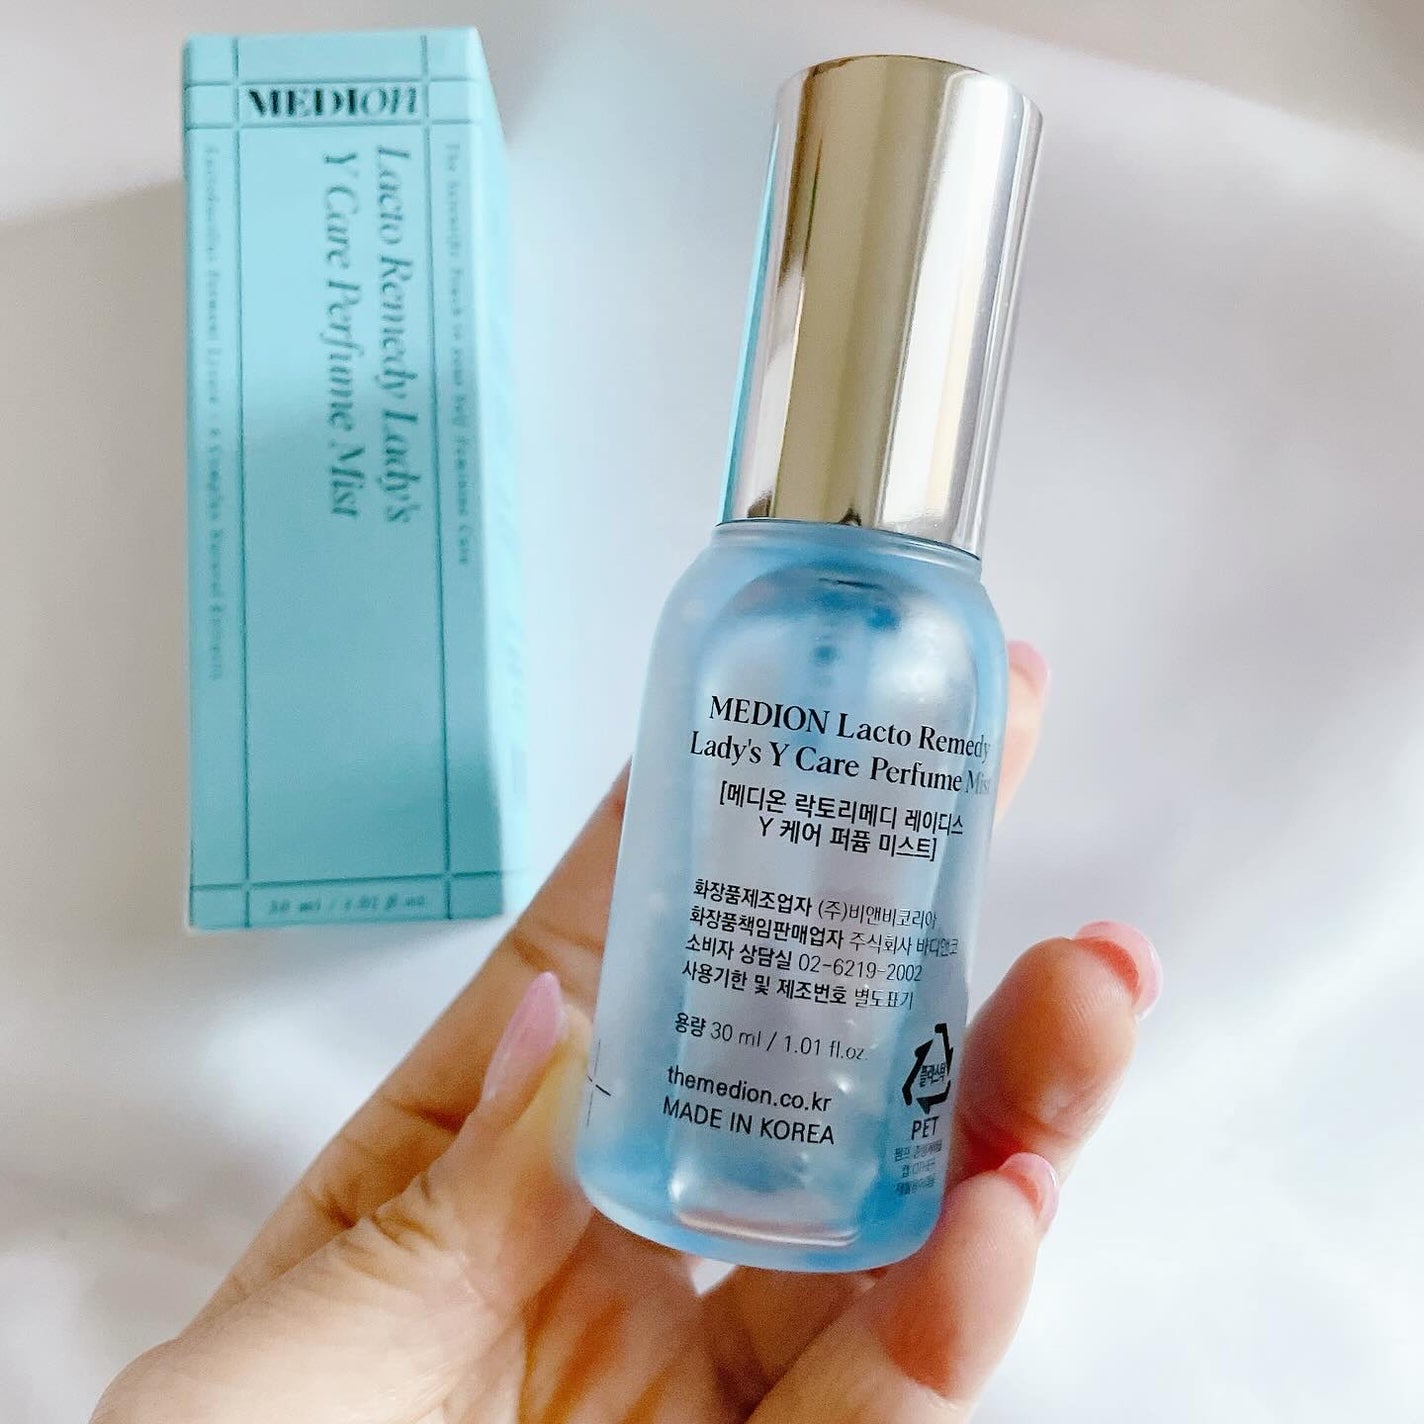 MEDION
Lacto Remedy Lady's
Y Care Perfume Mist
30 ml / 1.01 fl oz
MEDION Lacto Remedy
Lady's Y Care Perfume Mist
[메디온 락토리메디 레이디스
Y 케어 퍼퓸 미스트]
화장품제조업자 (주)비앤비코리아
화장품책임판매업자 주식회사 바디앤코
소비자 상담실 02-6219-2002
사용기한 및 제조번호 별도표기
용량 30 ml / 1.01 fl.oz.
themedion.co.kr
MADE IN KOREA
플라스틱
PET